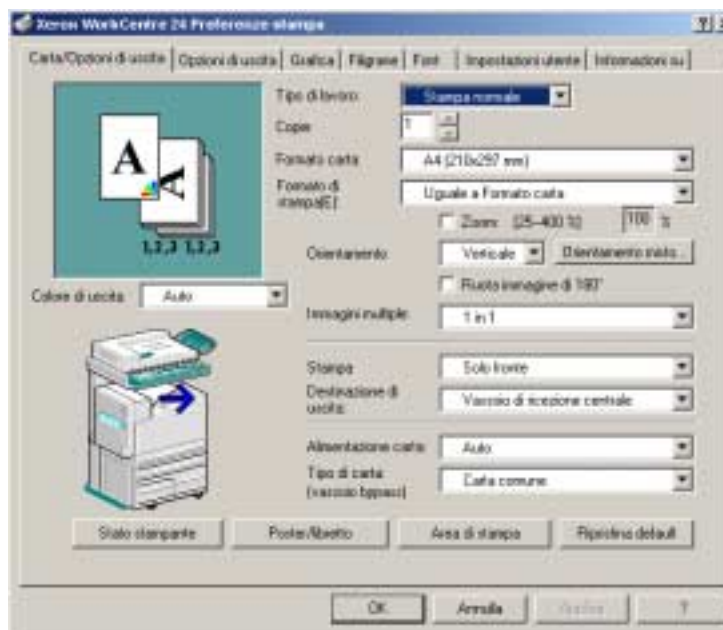 Xerox WorkCentre 24 Preferenze stampa
Carta/Opzioni di uscita
Opzioni di uscita
Grafica
Filigrane
Font
Impostazioni utente
Informazioni su
Tipo di lavoro:
Stampa normale
Copie:
1
Formato carta:
A4 (210x297 mm)
Formato di stampa[E]:
Uguale a Formato carta
Zoom: [25-400 %]
100 %
A
A
1,2,3 1,2,3
Orientamento:
Verticale
Orientamento misto...
Ruota immagine di 180°
Colore di uscita:
Auto
Immagini multiple:
1 in 1
Stampa
Solo fronte
Destinazione di uscita:
Vassoio di ricezione centrale
Alimentazione carta:
Auto
Tipo di carta (vassoio bypass)
Carta comune
Stato stampante
Poster/libretto
Area di stampa
Ripristina default
OK
Annulla
?